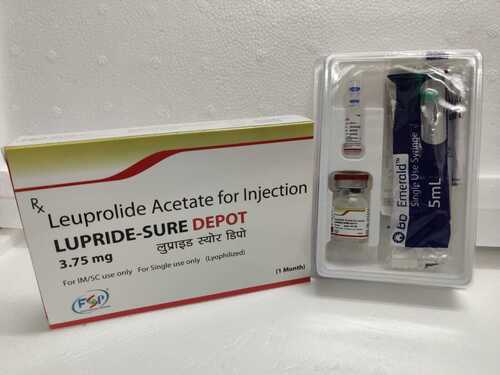 Rx Leuprolide Acetate for Injection
LUPRIDE-SURE DEPOT
3.75 mg लुप्राइड स्योर डिपो
For IM/SC use only For Single use only (Lyophilized)
(1 Month)
FSP
BD Emerald™
Single Use Syringe
5mL